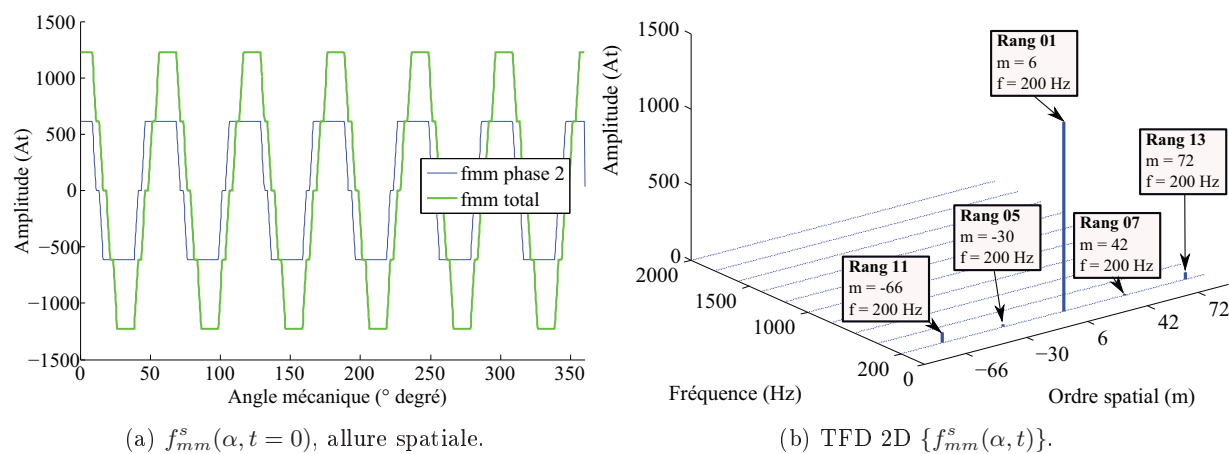 1500
1000
500
0
−500
−1000
−1500
Amplitude (At)
0 50 100 150 200 250 300 350
Angle mécanique (° degré)
fmm phase 2
fmm total
(a) f^s_{mm}(α, t = 0), allure spatiale.
1500
1000
500
0
Amplitude (At)
2000
1500
1000
200
0
Fréquence (Hz)
−66
−30
6
42
72
Ordre spatial (m)
Rang 01
m = 6
f = 200 Hz
Rang 13
m = 72
f = 200 Hz
Rang 05
m = -30
f = 200 Hz
Rang 07
m = 42
f = 200 Hz
Rang 11
m = -66
f = 200 Hz
(b) TFD 2D {f^s_{mm}(α, t)}.